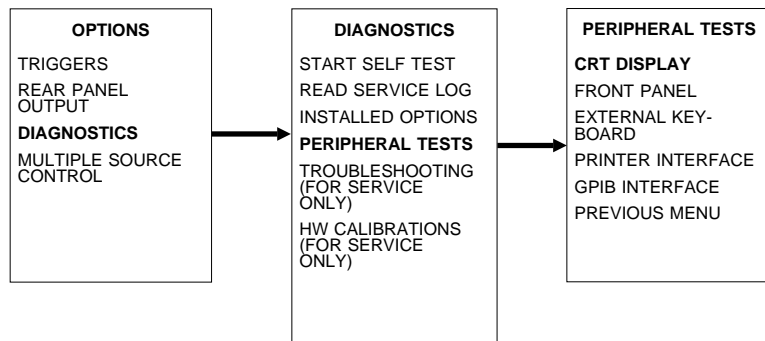 OPTIONS
TRIGGERS
REAR PANEL
OUTPUT
DIAGNOSTICS
MULTIPLE SOURCE
CONTROL
DIAGNOSTICS
START SELF TEST
READ SERVICE LOG
INSTALLED OPTIONS
PERIPHERAL TESTS
TROUBLESHOOTING
(FOR SERVICE
ONLY)
HW CALIBRATIONS
(FOR SERVICE
ONLY)
PERIPHERAL TESTS
CRT DISPLAY
FRONT PANEL
EXTERNAL KEY-
BOARD
PRINTER INTERFACE
GPIB INTERFACE
PREVIOUS MENU